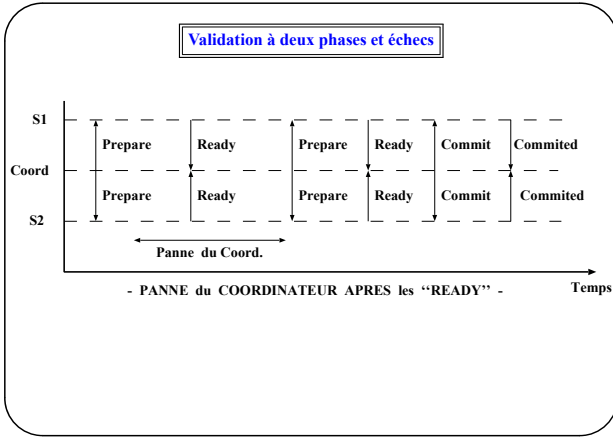 Validation à deux phases et échecs
S1
Prepare Ready Prepare Ready Commit Commited
Coord
Prepare Ready Prepare Ready Commit Commited
S2
Panne du Coord.
Temps
- PANNE du COORDINATEUR APRES les ‘‘READY’’ -